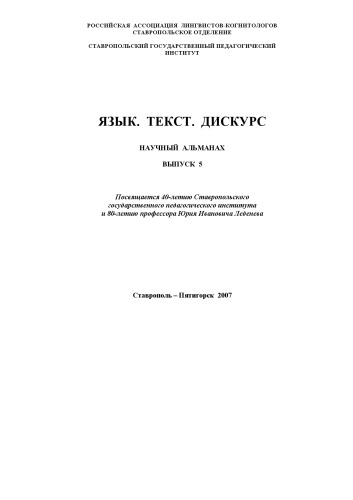 РОССИЙСКАЯ АССОЦИАЦИЯ ЛИНГВИСТОВ-КОГНИТОЛОГОВ
СТАВРОПОЛЬСКОЕ ОТДЕЛЕНИЕ
СТАВРОПОЛЬСКИЙ ГОСУДАРСТВЕННЫЙ ПЕДАГОГИЧЕСКИЙ
ИНСТИТУТ
ЯЗЫК. ТЕКСТ. ДИСКУРС
НАУЧНЫЙ АЛЬМАНАХ
ВЫПУСК 5
Посвящается 40-летию Ставропольского
государственного педагогического института
и 80-летию профессора Юрия Ивановича Леденева
Ставрополь – Пятигорск 2007